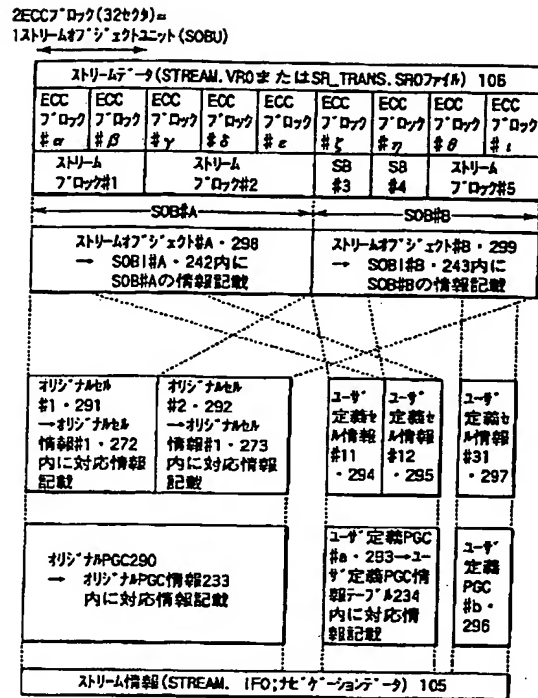 2ECCブロック(32セクタ)=
1ストリームオブジェクトユニット(SOBU)
ストリームデータ(STREAM.VROまたはSR_TRANS.SROファイル) 106
ECC ブロック #α
ECC ブロック #β
ECC ブロック #γ
ECC ブロック #δ
ECC ブロック #ε
ECC ブロック #ζ
ECC ブロック #η
ECC ブロック #θ
ECC ブロック #ι
ストリーム
ブロック#1
ストリーム
ブロック#2
SB
#3
SB
#4
ストリーム
ブロック#5
SOB#A
SOB#B
ストリームオブジェクト#A・298
→ SOBI#A・242内に
SOB#Aの情報記載
ストリームオブジェクト#B・299
→ SOBI#B・243内に
SOB#Bの情報記載
オリジナルセル
#1・291
→オリジナルセル
情報#1・272
内に対応情報
記載
オリジナルセル
#2・292
→オリジナルセル
情報#1・273
内に対応情報
記載
ユーザ
定義セ
ル情報
#11
・294
ユーザ
定義セ
ル情報
#12
・295
ユーザ
定義セ
ル情報
#31
・297
オリジナルPGC290
→ オリジナルPGC情報233
内に対応情報記載
ユーザ定義PGC
#a・293→ユー
ザ定義PGC情
報テーブル234
内に対応情
報記載
ユーザ
定義
PGC
#b・
296
ストリーム情報(STREAM. IFO;ナビゲーションデータ) 105